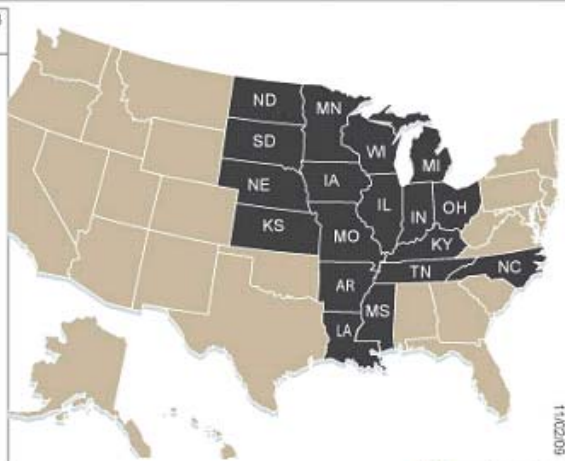 ND
MN
SD
WI
MI
NE
IA
IL
IN
OH
KS
MO
KY
TN
NC
AR
MS
LA
11/02/09